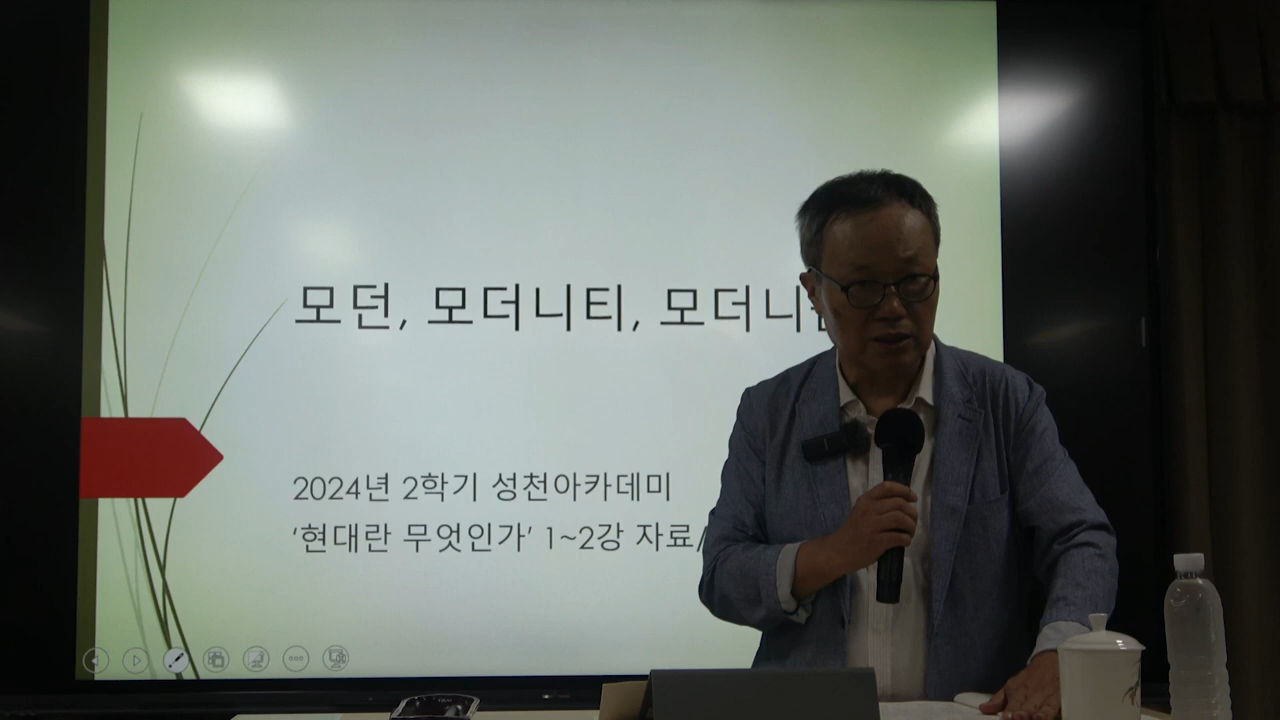 모던, 모더니티, 모더니
2024년 2학기 성천아카데미
'현대란 무엇인가' 1~2강 자료/